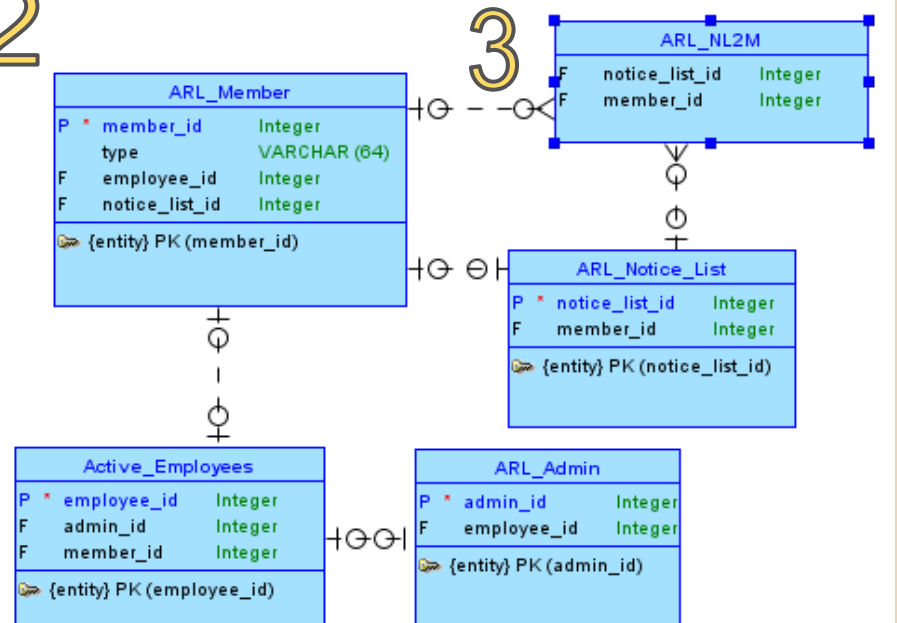 2
3
ARL_NL2M
F notice_list_id Integer
F member_id Integer
ARL_Member
P * member_id Integer
type VARCHAR (64)
F employee_id Integer
F notice_list_id Integer
{entity} PK (member_id)
ARL_Notice_List
P * notice_list_id Integer
F member_id Integer
{entity} PK (notice_list_id)
Active_Employees
P * employee_id Integer
F admin_id Integer
F member_id Integer
{entity} PK (employee_id)
ARL_Admin
P * admin_id Integer
F employee_id Integer
{entity} PK (admin_id)